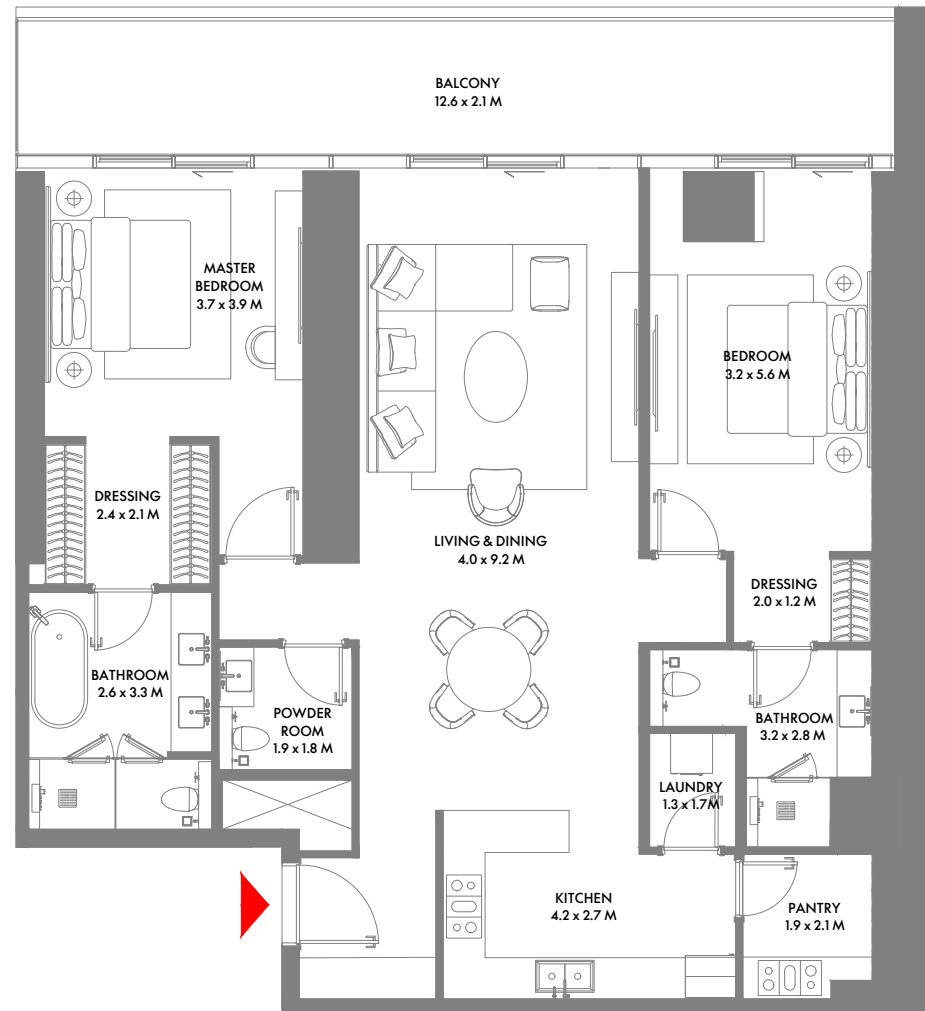 BALCONY
12.6 x 2.1 M
MASTER
BEDROOM
3.7 x 3.9 M
BEDROOM
3.2 x 5.6 M
DRESSING
2.4 x 2.1 M
LIVING & DINING
4.0 x 9.2 M
DRESSING
2.0 x 1.2 M
BATHROOM
2.6 x 3.3 M
POWDER
ROOM
1.9 x 1.8 M
BATHROOM
3.2 x 2.8 M
LAUNDRY
1.3 x 1.7M
KITCHEN
4.2 x 2.7 M
PANTRY
1.9 x 2.1 M